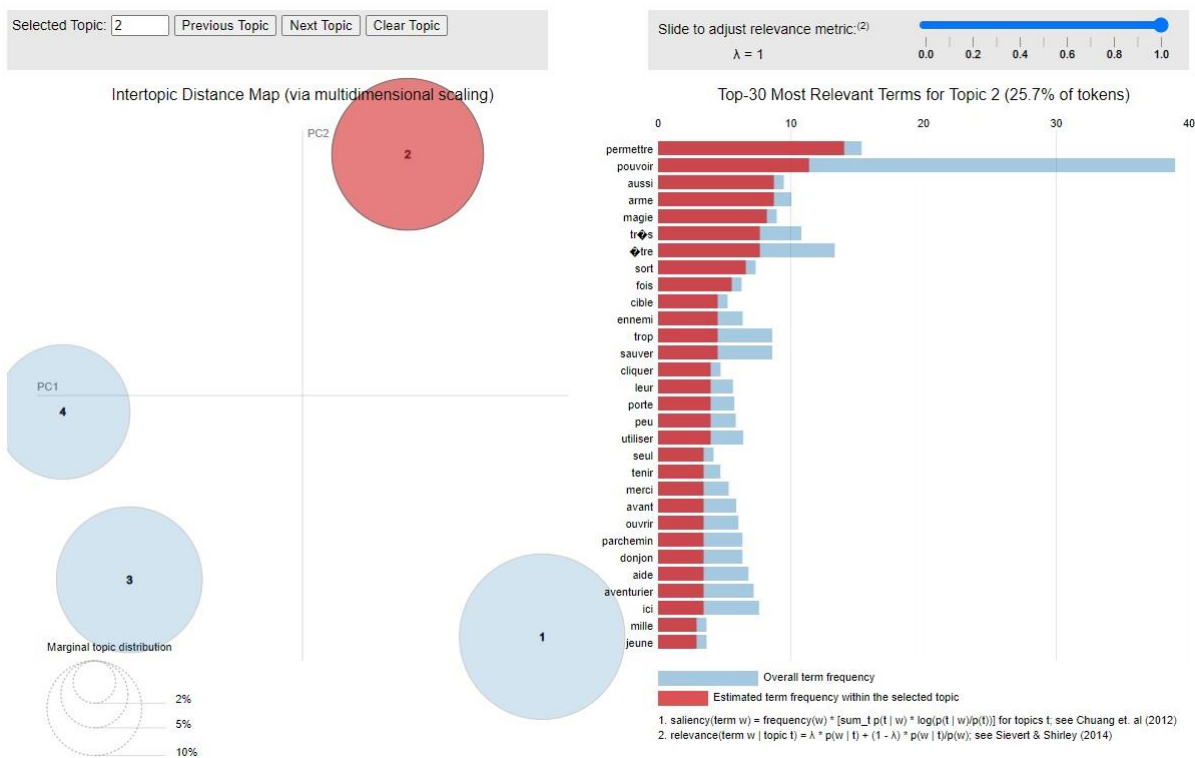 Selected Topic: 2 Previous Topic Next Topic Clear Topic
Slide to adjust relevance metric:(2)
λ = 1
0.0 0.2 0.4 0.6 0.8 1.0
Intertopic Distance Map (via multidimensional scaling)
PC2
PC1
2
4
3
1
Marginal topic distribution
2%
5%
10%
Top-30 Most Relevant Terms for Topic 2 (25.7% of tokens)
0 10 20 30 40
permettre
pouvoir
aussi
arme
magie
tr�s
�tre
sort
fois
cible
ennemi
trop
sauver
cliquer
leur
porte
peu
utiliser
seul
tenir
merci
avant
ouvrir
parchemin
donjon
aide
aventurier
ici
mille
jeune
Overall term frequency
Estimated term frequency within the selected topic
1. saliency(term w) = frequency(w) * [sum_t p(t | w) * log(p(t | w)/p(t))] for topics t; see Chuang et. al (2012)
2. relevance(term w | topic t) = λ * p(w | t) + (1 - λ) * p(w | t)/p(w); see Sievert & Shirley (2014)